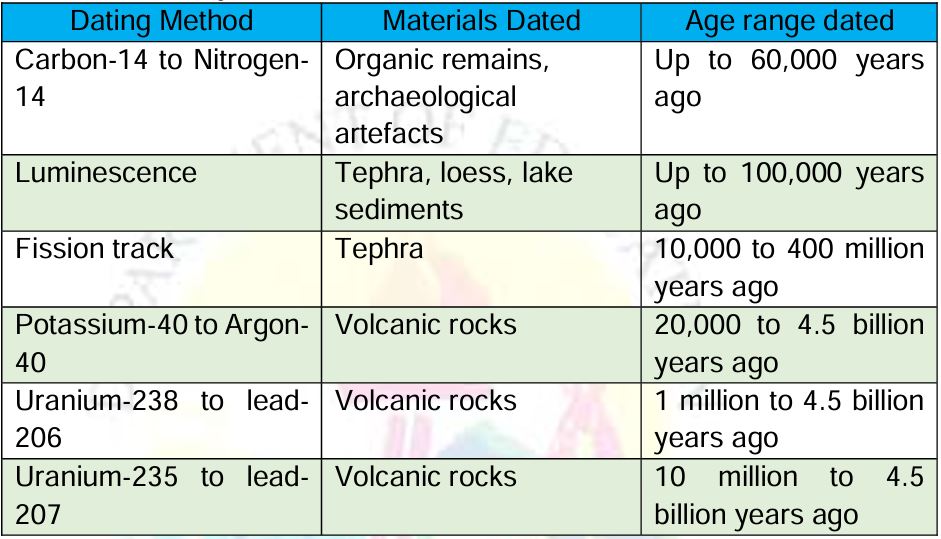 Dating Method
Materials Dated
Age range dated
Carbon-14 to Nitrogen-
14
Organic remains,
archaeological
artefacts
Up to 60,000 years
ago
Luminescence
Tephra, loess, lake
sediments
Up to 100,000 years
ago
Fission track
Tephra
10,000 to 400 million
years ago
Potassium-40 to Argon-
40
Volcanic rocks
20,000 to 4.5 billion
years ago
Uranium-238 to lead-
206
Volcanic rocks
1 million to 4.5 billion
years ago
Uranium-235 to lead-
207
Volcanic rocks
10 million to 4.5
billion years ago